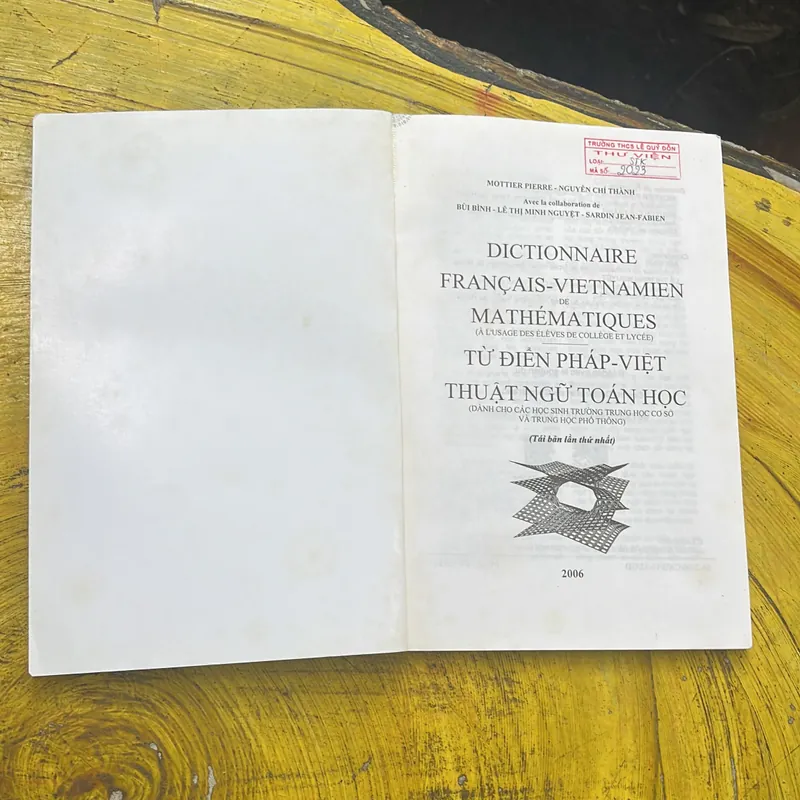 TRƯỜNG THCS LÊ QUÝ ĐÔN
THƯ VIỆN
LOẠI: STK
MÃ SỐ: 2023
MOTTIER PIERRE - NGUYỄN CHÍ THÀNH
Avec la collaboration de
BÙI BÌNH - LÊ THỊ MINH NGUYỆT - SARDIN JEAN-FABIEN
DICTIONNAIRE
FRANÇAIS-VIETNAMIEN
DE
MATHÉMATIQUES
(À L'USAGE DES ÉLÈVES DE COLLÈGE ET LYCÉE)
TỪ ĐIỂN PHÁP-VIỆT
THUẬT NGỮ TOÁN HỌC
(DÀNH CHO CÁC HỌC SINH TRƯỜNG TRUNG HỌC CƠ SỞ
VÀ TRUNG HỌC PHỔ THÔNG)
(Tái bản lần thứ nhất)
2006